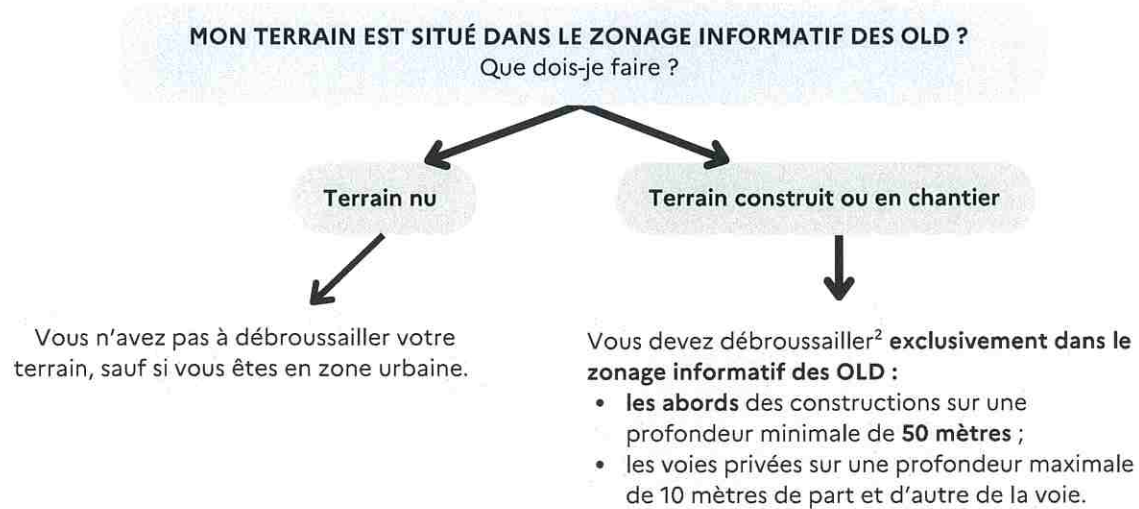 MON TERRAIN EST SITUÉ DANS LE ZONAGE INFORMATIF DES OLD ?
Que dois-je faire ?
Terrain nu
Terrain construit ou en chantier
Vous n'avez pas à débroussailler votre
terrain, sauf si vous êtes en zone urbaine.
Vous devez débroussailler² exclusivement dans le
zonage informatif des OLD :
• les abords des constructions sur une
profondeur minimale de 50 mètres ;
• les voies privées sur une profondeur maximale
de 10 mètres de part et d'autre de la voie.